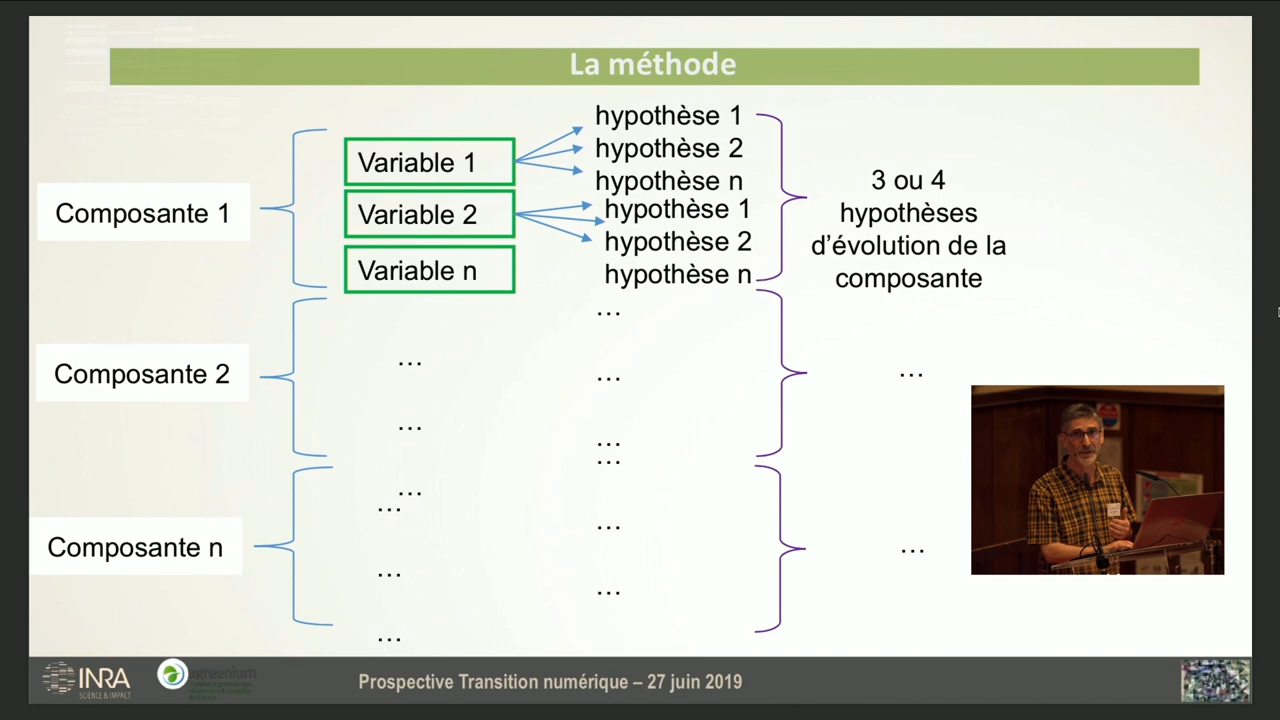 La méthode
Composante 1
Variable 1
Variable 2
Variable n
hypothèse 1
hypothèse 2
hypothèse n
hypothèse 1
hypothèse 2
hypothèse n
3 ou 4
hypothèses
d’évolution de la
composante
Composante 2
…
…
…
…
…
…
…
Composante n
…
…
…
…
…
…
…
INRA
SCIENCE & IMPACT
agreenium
Prospective Transition numérique – 27 juin 2019